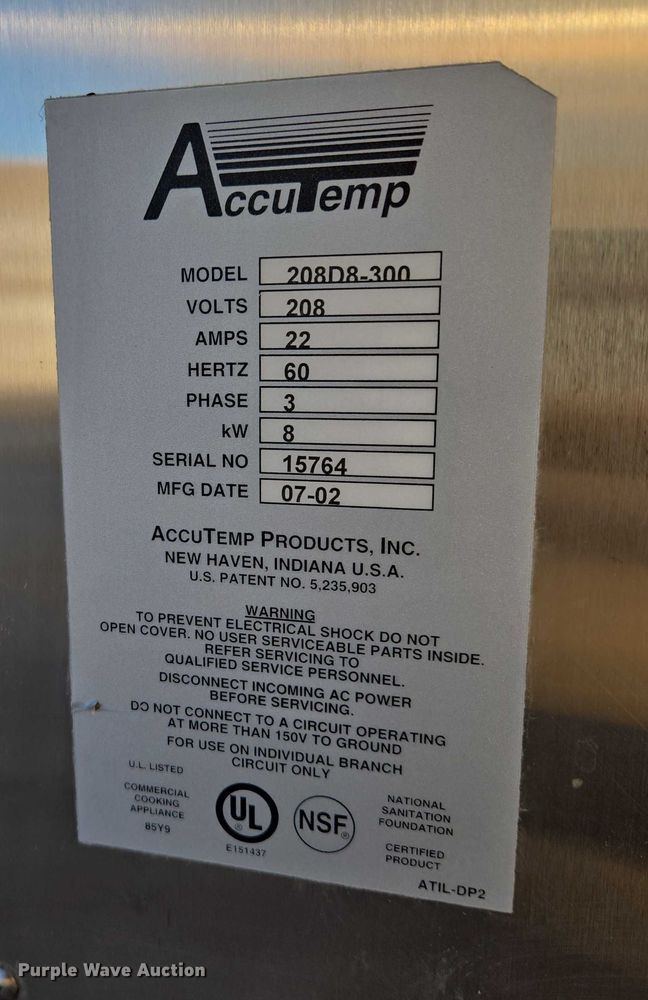 AccuTemp
MODEL 208D8-300
VOLTS 208
AMPS 22
HERTZ 60
PHASE 3
kW 8
SERIAL NO 15764
MFG DATE 07-02
ACCUTEMP PRODUCTS, INC.
NEW HAVEN, INDIANA U.S.A.
U.S. PATENT NO. 5,235,903
WARNING
TO PREVENT ELECTRICAL SHOCK DO NOT
OPEN COVER. NO USER SERVICEABLE PARTS INSIDE.
REFER SERVICING TO
QUALIFIED SERVICE PERSONNEL.
DISCONNECT INCOMING AC POWER
BEFORE SERVICING.
DO NOT CONNECT TO A CIRCUIT OPERATING
AT MORE THAN 150V TO GROUND
FOR USE ON INDIVIDUAL BRANCH
CIRCUIT ONLY
U.L. LISTED
COMMERCIAL
COOKING
APPLIANCE
85Y9
UL ®
E151437
NSF ®
NATIONAL
SANITATION
FOUNDATION
CERTIFIED
PRODUCT
ATIL-DP2
Purple Wave Auction